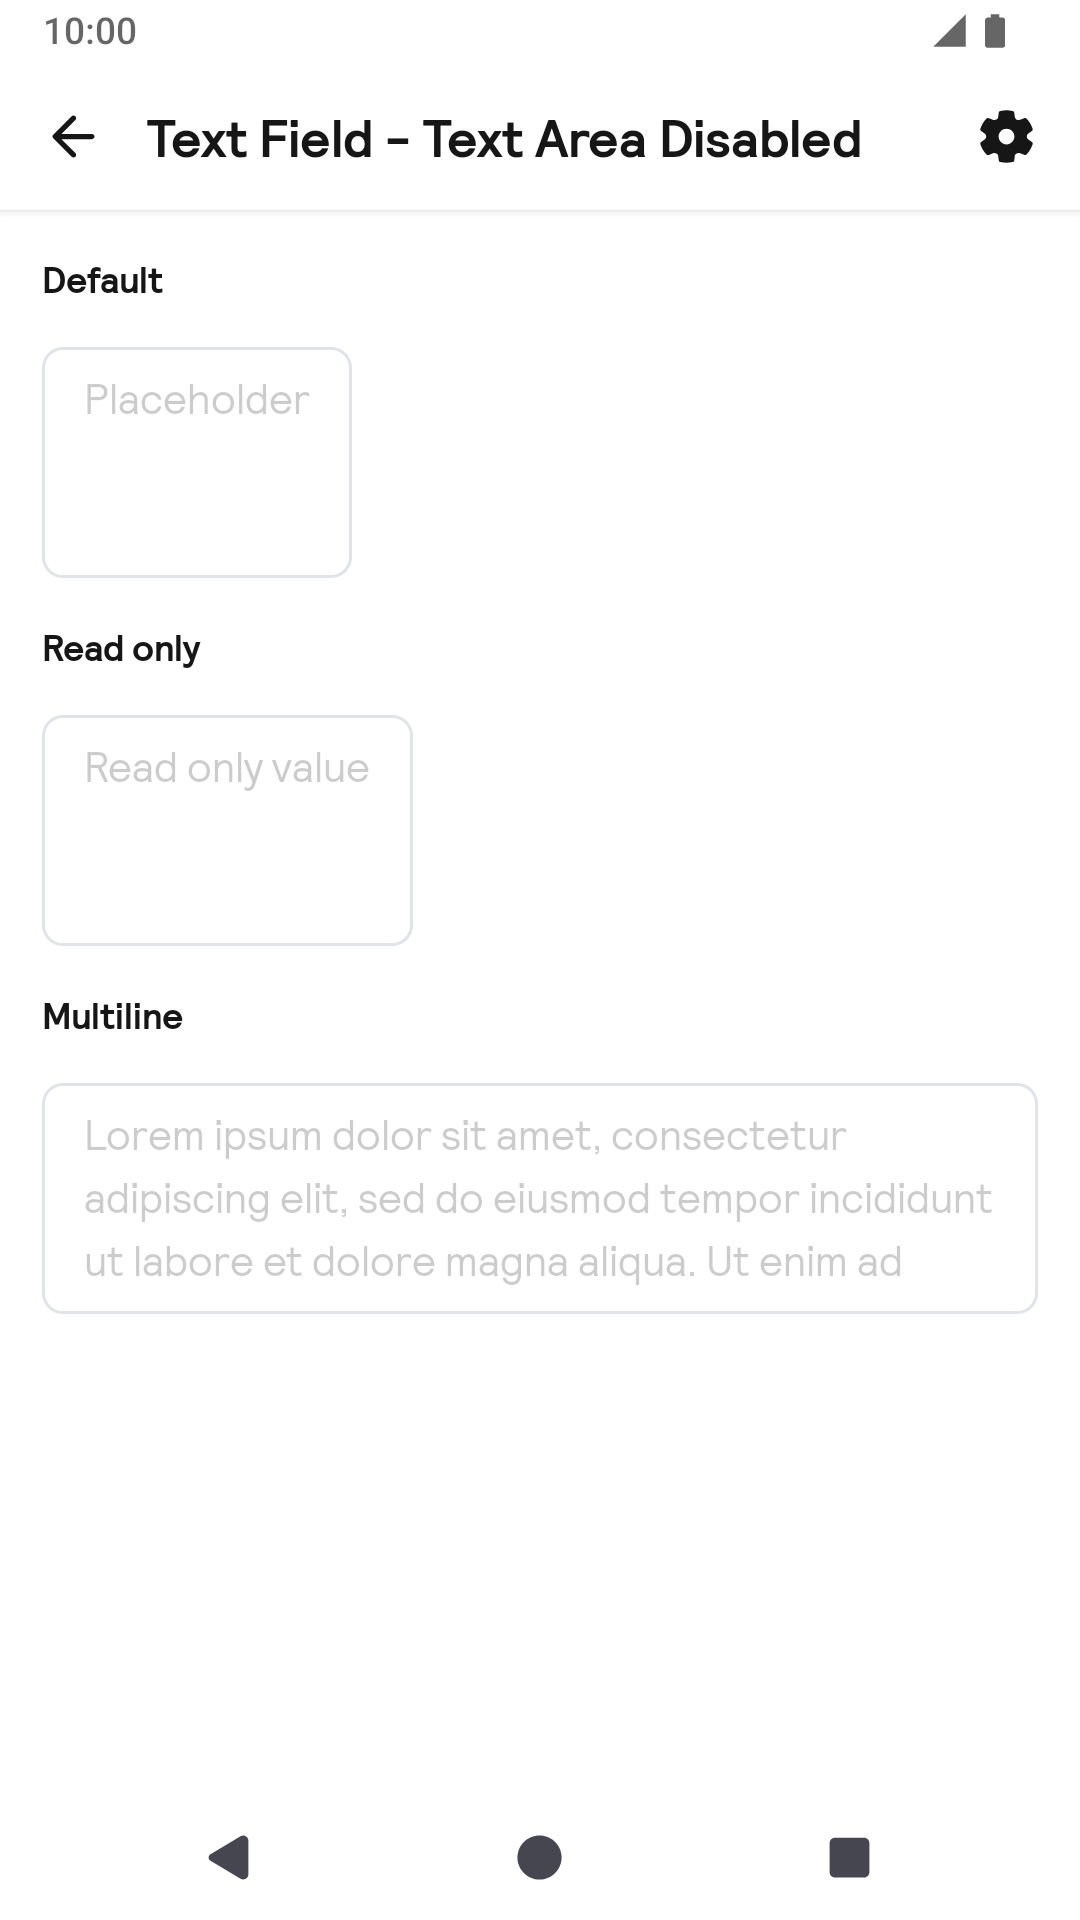 10:00
Text Field - Text Area Disabled
Default
Placeholder
Read only
Read only value
Multiline
Lorem ipsum dolor sit amet, consectetur
adipiscing elit, sed do eiusmod tempor incididunt
ut labore et dolore magna aliqua. Ut enim ad